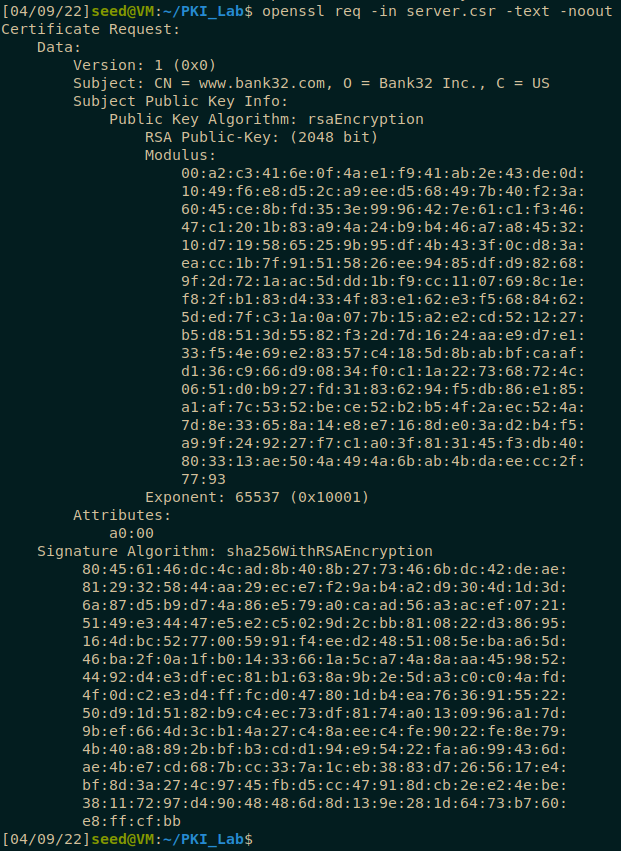 [04/09/22]seed@VM:~/PKI_Lab$ openssl req -in server.csr -text -noout
Certificate Request:
    Data:
        Version: 1 (0x0)
        Subject: CN = www.bank32.com, O = Bank32 Inc., C = US
        Subject Public Key Info:
            Public Key Algorithm: rsaEncryption
                RSA Public-Key: (2048 bit)
                Modulus:
                    00:a2:c3:41:6e:0f:4a:e1:f9:41:ab:2e:43:de:0d:
                    10:49:f6:e8:d5:2c:a9:ee:d5:68:49:7b:40:f2:3a:
                    60:45:ce:8b:fd:35:3e:99:96:42:7e:61:c1:f3:46:
                    47:c1:20:1b:83:a9:4a:24:b9:b4:46:a7:a8:45:32:
                    10:d7:19:58:65:25:9b:95:df:4b:43:3f:0c:d8:3a:
                    ea:cc:1b:7f:91:51:58:26:ee:94:85:df:d9:82:68:
                    9f:2d:72:1a:ac:5d:dd:1b:f9:cc:11:07:69:8c:1e:
                    f8:2f:b1:83:d4:33:4f:83:e1:62:e3:f5:68:84:62:
                    5d:ed:7f:c3:1a:0a:07:7b:15:a2:e2:cd:52:12:27:
                    b5:d8:51:3d:55:82:f3:2d:7d:16:24:aa:e9:d7:e1:
                    33:f5:4e:69:e2:83:57:c4:18:5d:8b:ab:bf:ca:af:
                    d1:36:c9:66:d9:08:34:f0:c1:1a:22:73:68:72:4c:
                    06:51:d0:b9:27:fd:31:83:62:94:f5:db:86:e1:85:
                    a1:af:7c:53:52:be:ce:52:b2:b5:4f:2a:ec:52:4a:
                    7d:8e:33:65:8a:14:e8:e7:16:8d:e0:3a:d2:b4:f5:
                    a9:9f:24:92:27:f7:c1:a0:3f:81:31:45:f3:db:40:
                    80:33:13:ae:50:4a:49:4a:6b:ab:4b:da:ee:cc:2f:
                    77:93
                Exponent: 65537 (0x10001)
        Attributes:
            a0:00
    Signature Algorithm: sha256WithRSAEncryption
         80:45:61:46:dc:4c:ad:8b:40:8b:27:73:46:6b:dc:42:de:ae:
         81:29:32:58:44:aa:29:ec:e7:f2:9a:b4:a2:d9:30:4d:1d:3d:
         6a:87:d5:b9:d7:4a:86:e5:79:a0:ca:ad:56:a3:ac:ef:07:21:
         51:49:e3:44:47:e5:e2:c5:02:9d:2c:bb:81:08:22:d3:86:95:
         16:4d:bc:52:77:00:59:91:f4:ee:d2:48:51:08:5e:ba:a6:5d:
         46:ba:2f:0a:1f:b0:14:33:66:1a:5c:a7:4a:8a:aa:45:98:52:
         44:92:d4:e3:df:ec:81:b1:63:8a:9b:2e:5d:a3:c0:c0:4a:fd:
         4f:0d:c2:e3:d4:ff:fc:d0:47:80:1d:b4:ea:76:36:91:55:22:
         50:d9:1d:51:82:b9:c4:ec:73:df:81:74:a0:13:09:96:a1:7d:
         9b:ef:66:4d:3c:b1:4a:27:c4:8a:ee:c4:fe:90:22:fe:8e:79:
         4b:40:a8:89:2b:bf:b3:cd:d1:94:e9:54:22:fa:a6:99:43:6d:
         ae:4b:e7:cd:68:7b:cc:33:7a:1c:eb:38:83:d7:26:56:17:e4:
         bf:8d:3a:27:4c:97:45:fb:d5:cc:47:91:8d:cb:2e:e2:4e:be:
         38:11:72:97:d4:90:48:48:6d:8d:13:9e:28:1d:64:73:b7:60:
         e8:ff:cf:bb
[04/09/22]seed@VM:~/PKI_Lab$